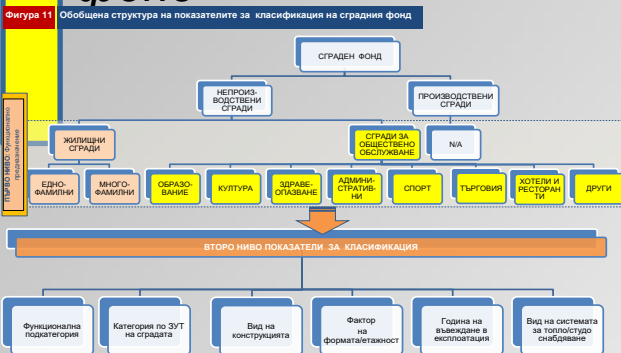 Фигура 11 Обобщена структура на показателите за класификация на сградния фонд
СГРАДЕН ФОНД
НЕПРОИЗ-
ВОДСТВЕНИ
СГРАДИ
ПРОИЗВОДСТВЕНИ
СГРАДИ
ПЪРВО НИВО: Функционално
предназначение
ЖИЛИЩНИ
СГРАДИ
СГРАДИ ЗА
ОБЩЕСТВЕНО
ОБСЛУЖВАНЕ
N/A
ЕДНО-
ФАМИЛНИ
МНОГО-
ФАМИЛНИ
ОБРАЗО-
ВАНИЕ
КУЛТУРА
ЗДРАВЕ-
ОПАЗВАНЕ
АДМИНИ-
СТРАТИВ-
НИ
СПОРТ
ТЪРГОВИЯ
ХОТЕЛИ И
РЕСТОРАН
ТИ
ДРУГИ
ВТОРО НИВО ПОКАЗАТЕЛИ ЗА КЛАСИФИКАЦИЯ
Функционална
подкатегория
Категория по ЗУТ
на сградата
Вид на
конструкцията
Фактор
на
формата/етажност
Година на
въвеждане в
експлоатация
Вид на системата
за топло/студо
снабдяване